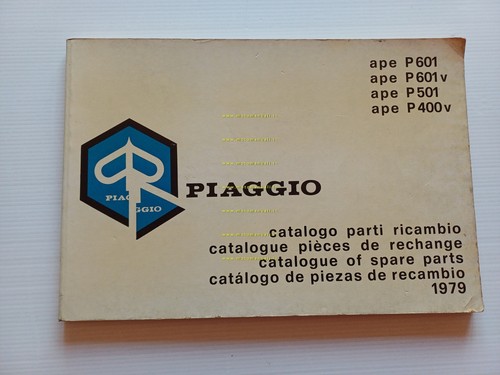 ape P601
ape P601v
ape P501
ape P400v
PIAGGIO
PIAGGIO
catalogo parti ricambio
catalogue pièces de rechange
catalogue of spare parts
catálogo de piezas de recambio
1979